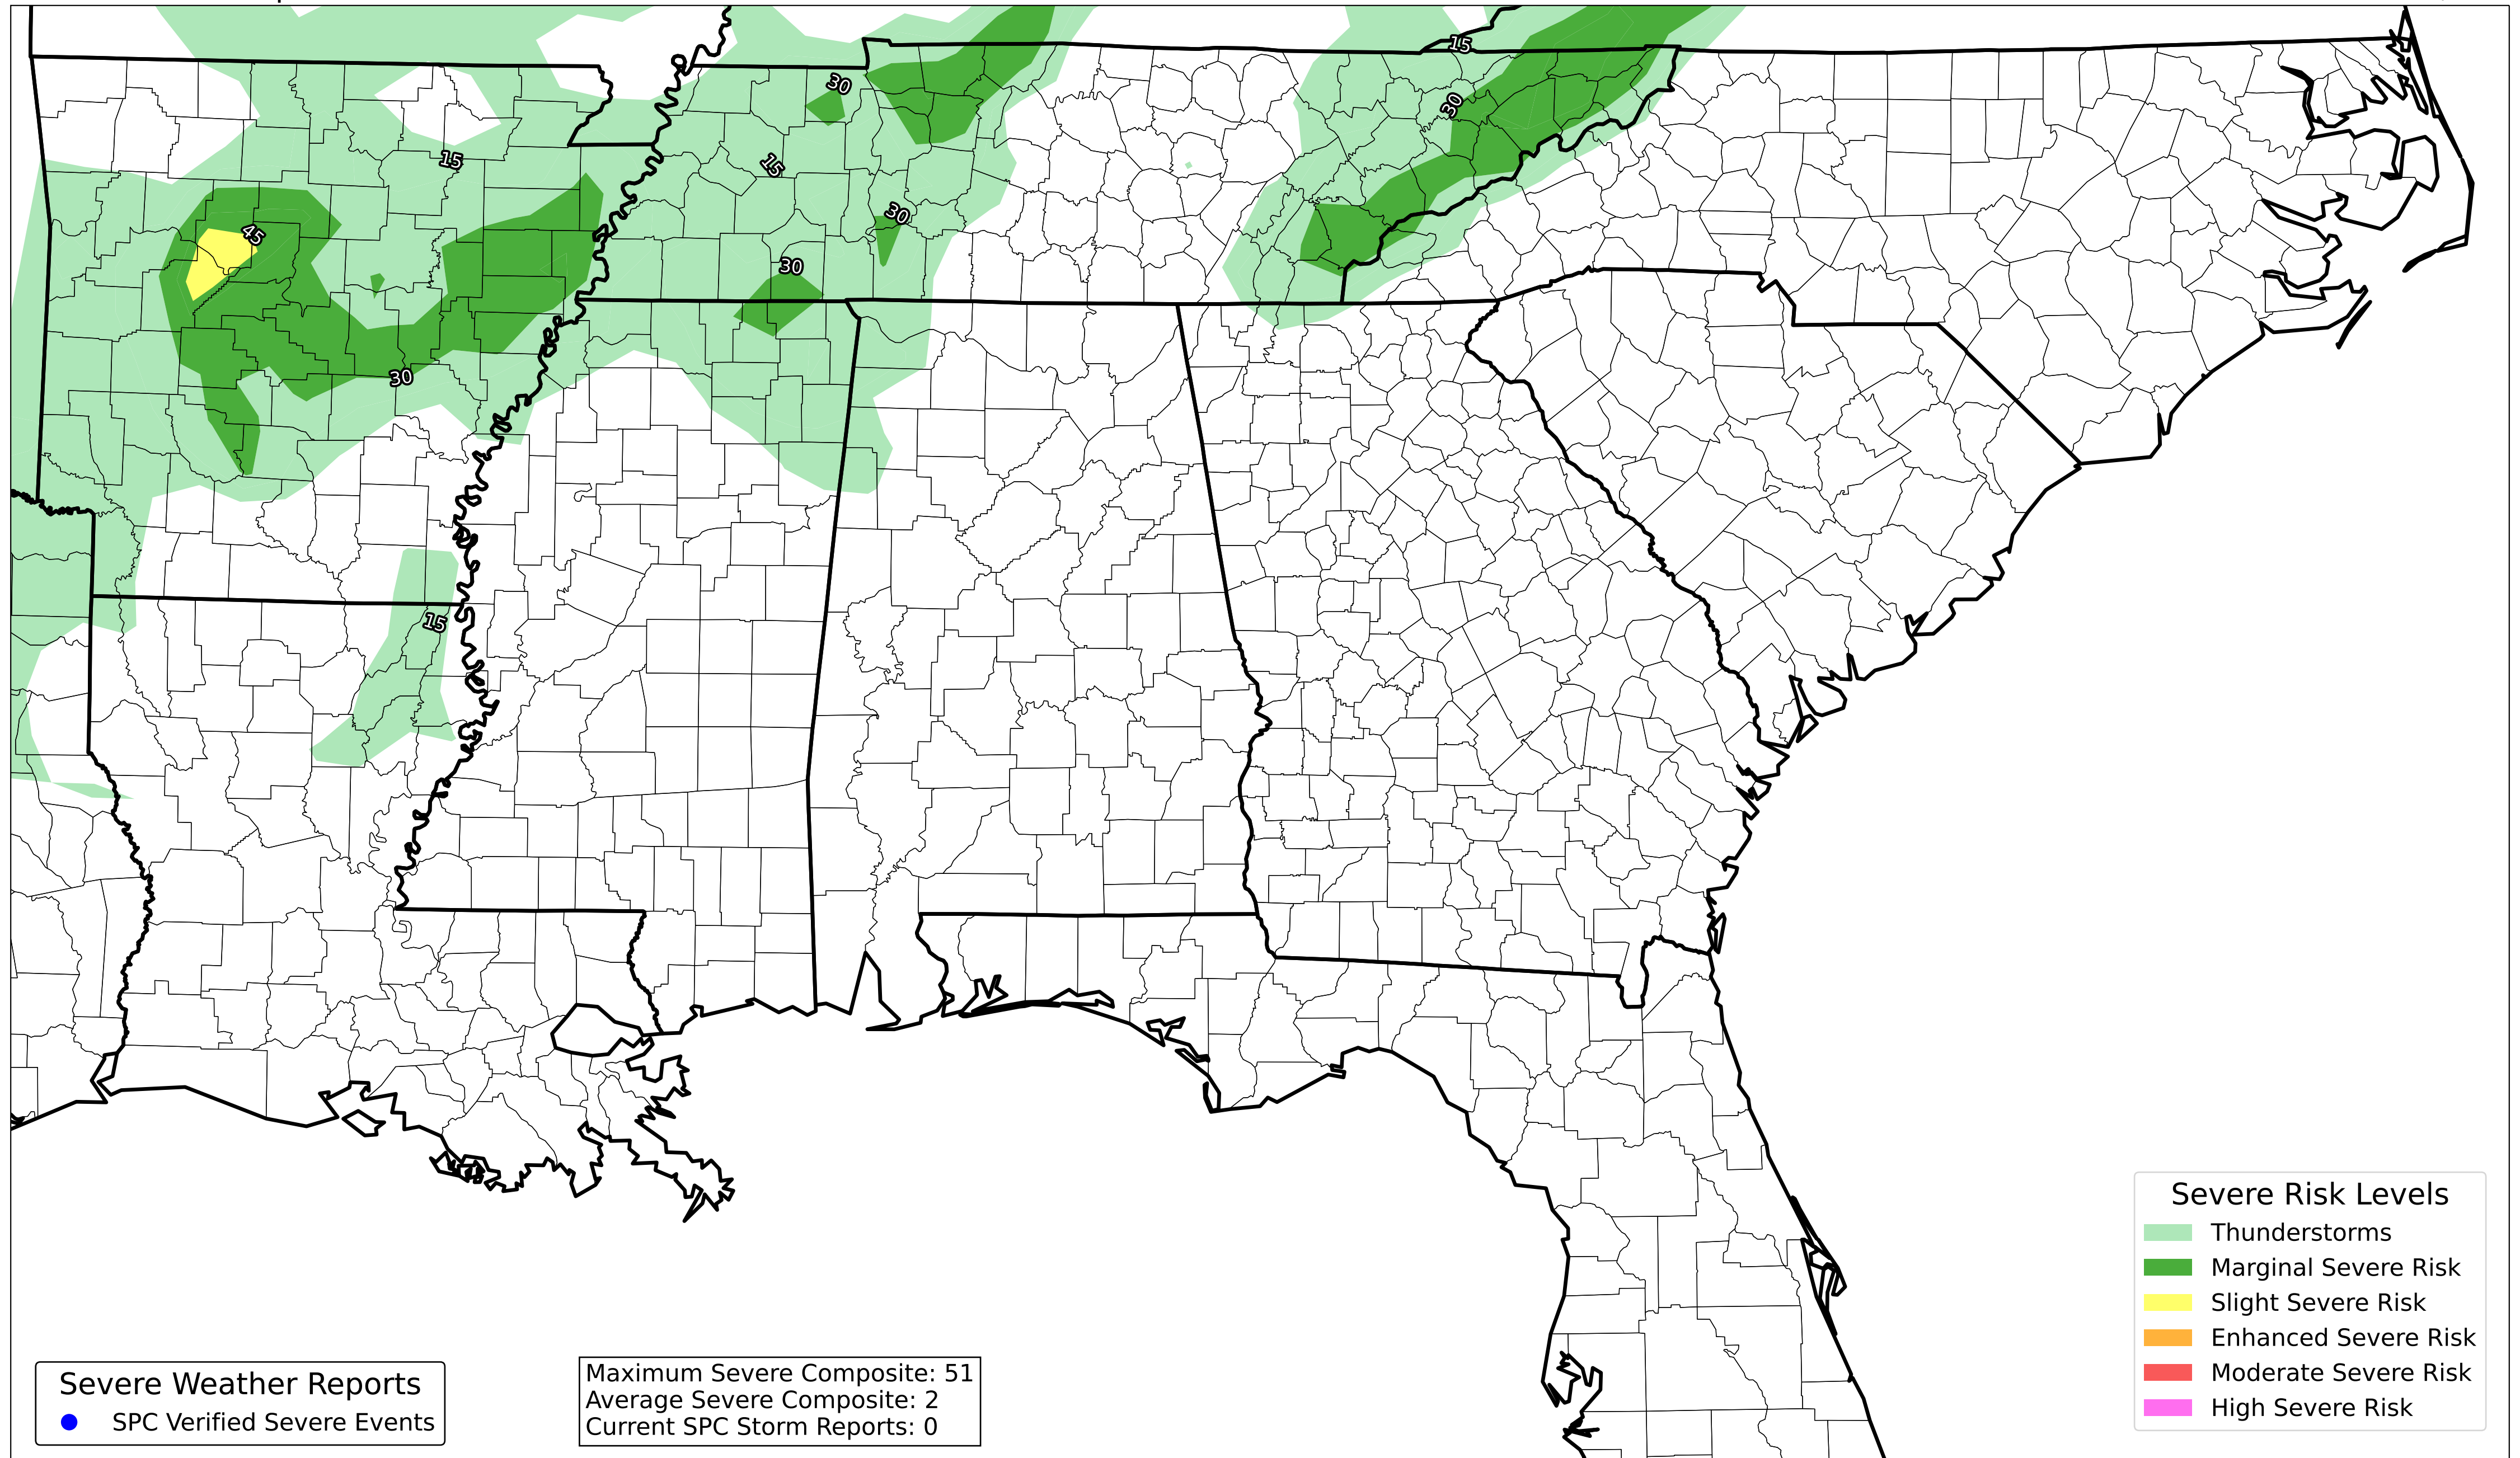 15
30
30
15
15
30
45
30
30
15
Severe Risk Levels
Thunderstorms
Marginal Severe Risk
Slight Severe Risk
Enhanced Severe Risk
Moderate Severe Risk
High Severe Risk
Severe Weather Reports
SPC Verified Severe Events
Maximum Severe Composite: 51
Average Severe Composite: 2
Current SPC Storm Reports: 0